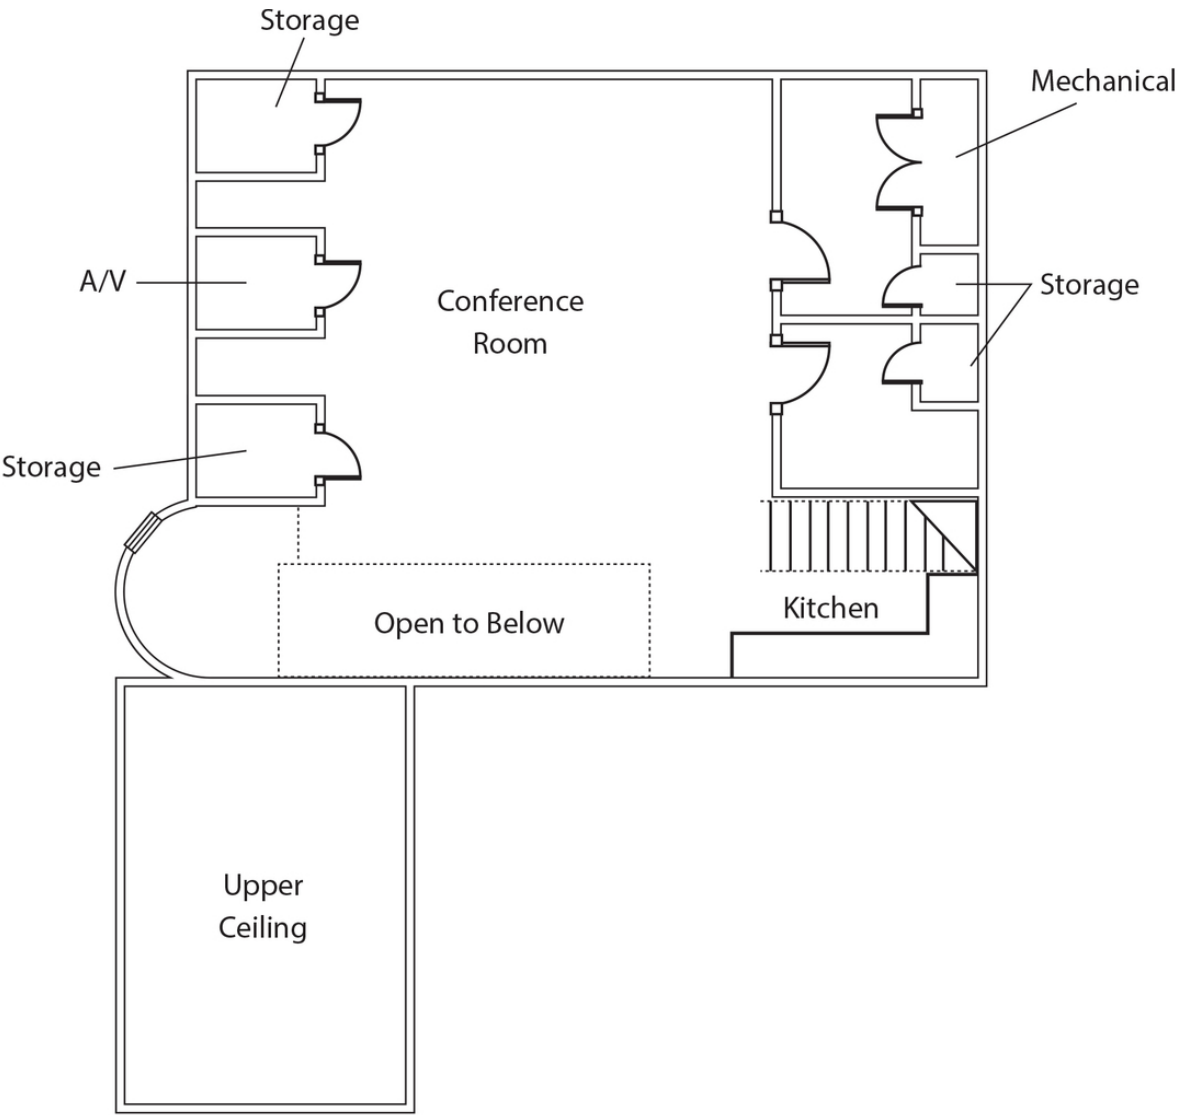 Storage
Mechanical
A/V
Storage
Conference
Room
Storage
Kitchen
Open to Below
Upper
Ceiling